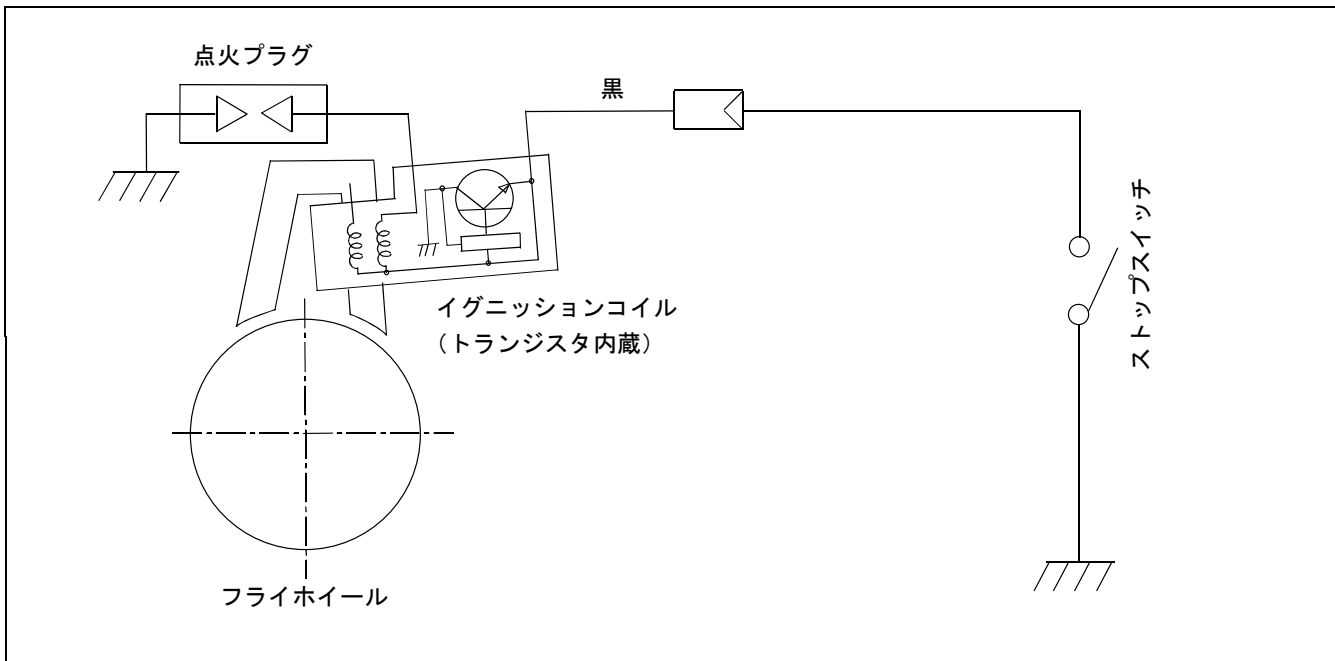 点火プラグ
黒
イグニッションコイル
（トランジスタ内蔵）
ストップスイッチ
フライホイール